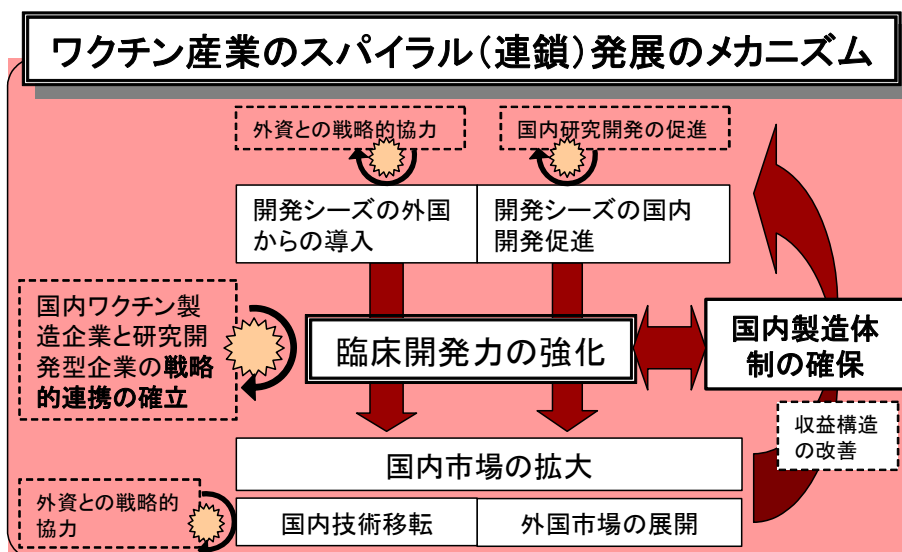 ワクチン産業のスパイラル(連鎖)発展のメカニズム
外資との戦略的協力
国内研究開発の促進
開発シーズの外国
からの導入
開発シーズの国内
開発促進
国内ワクチン製
造企業と研究開
発型企業の戦略
的連携の確立
臨床開発力の強化
国内製造体
制の確保
収益構造
の改善
国内市場の拡大
外資との戦略的
協力
国内技術移転
外国市場の展開